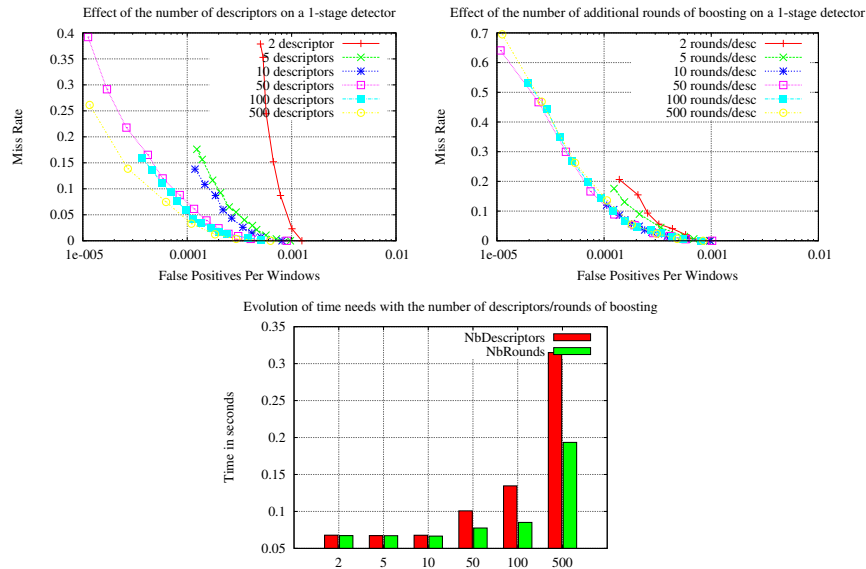 Effect of the number of descriptors on a 1-stage detector
0.4
0.35
0.3
0.25
0.2
0.15
0.1
0.05
0
Miss Rate
2 descriptor
5 descriptors
10 descriptors
50 descriptors
100 descriptors
500 descriptors
1e-005
0.0001
0.001
0.01
False Positives Per Windows
Effect of the number of additional rounds of boosting on a 1-stage detector
0.7
0.6
0.5
0.4
0.3
0.2
0.1
0
Miss Rate
2 rounds/desc
5 rounds/desc
10 rounds/desc
50 rounds/desc
100 rounds/desc
500 rounds/desc
1e-005
0.0001
0.001
0.01
False Positives Per Windows
Evolution of time needs with the number of descriptors/rounds of boosting
0.35
0.3
0.25
0.2
0.15
0.1
0.05
Time in seconds
NbDescriptors
NbRounds
2
5
10
50
100
500